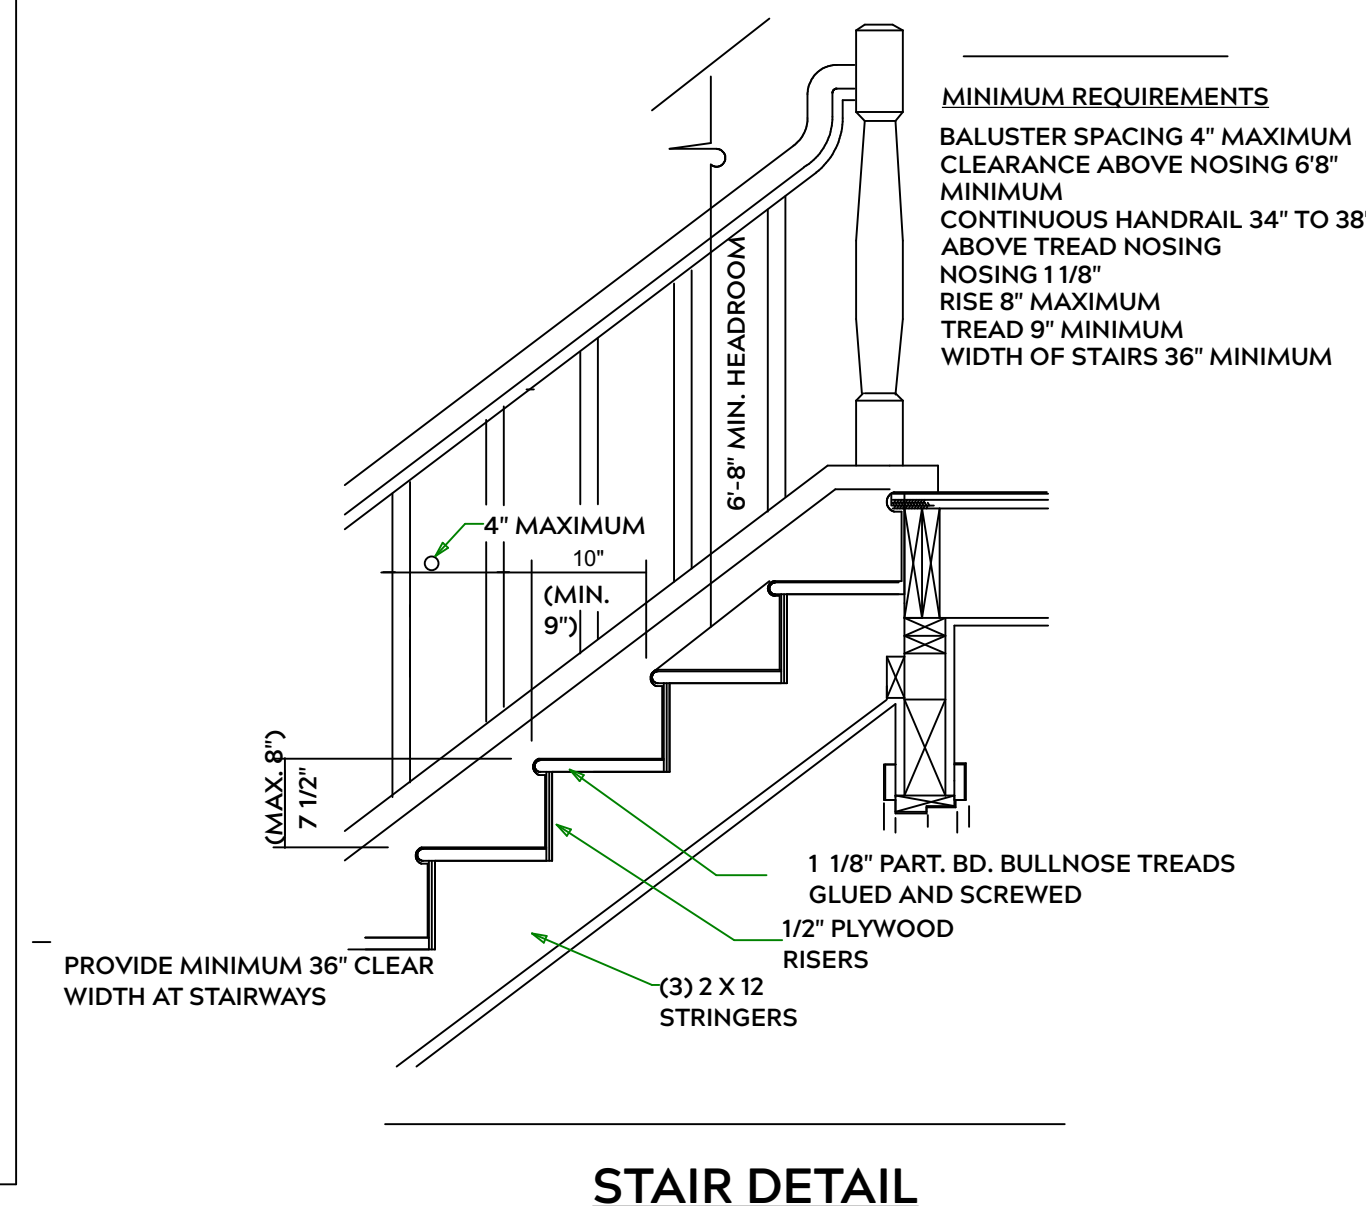 MINIMUM REQUIREMENTS
BALUSTER SPACING 4" MAXIMUM
CLEARANCE ABOVE NOSING 6'8"
MINIMUM
CONTINUOUS HANDRAIL 34" TO 38"
ABOVE TREAD NOSING
NOSING 1 1/8"
RISE 8" MAXIMUM
TREAD 9" MINIMUM
WIDTH OF STAIRS 36" MINIMUM
6'-8" MIN. HEADROOM
4" MAXIMUM
10"
(MIN.
9")
(MAX. 8")
7 1/2"
1 1/8" PART. BD. BULLNOSE TREADS
GLUED AND SCREWED
1/2" PLYWOOD
RISERS
PROVIDE MINIMUM 36" CLEAR
WIDTH AT STAIRWAYS
(3) 2 X 12
STRINGERS
STAIR DETAIL